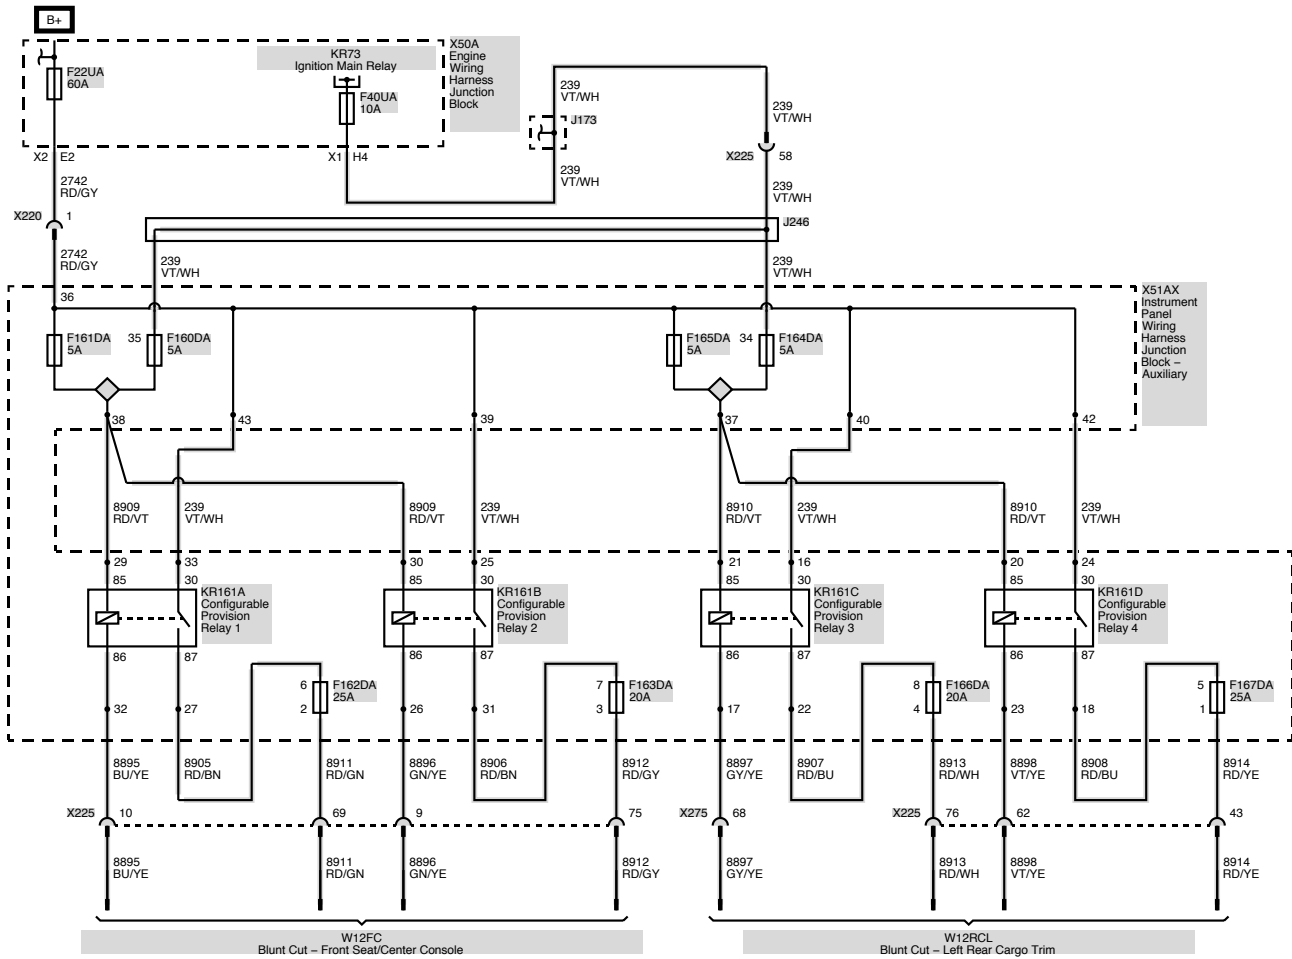 B+
X50A
Engine
Wiring
Harness
Junction
Block
KR73
Ignition Main Relay
F22UA
60A
F40UA
10A
X2 E2
X1 H4
239
VT/WH
J173
239
VT/WH
239
VT/WH
X225 58
2742
RD/GY
239
VT/WH
X220 1
J246
2742
RD/GY
239
VT/WH
239
VT/WH
36
X51AX
Instrument
Panel
Wiring
Harness
Junction
Block –
Auxiliary
F161DA
5A
35 F160DA
5A
F165DA
5A
34 F164DA
5A
38 43 39 37 40 42
8909
RD/VT
239
VT/WH
8909
RD/VT
239
VT/WH
8910
RD/VT
239
VT/WH
8910
RD/VT
239
VT/WH
29 33 30 25 21 16 20 24
85 30 85 30 85 30 85 30
KR161A
Configurable
Provision
Relay 1
KR161B
Configurable
Provision
Relay 2
KR161C
Configurable
Provision
Relay 3
KR161D
Configurable
Provision
Relay 4
86 87 86 87 86 87 86 87
6 F162DA
25A
2
7 F163DA
20A
3
8 F166DA
20A
4
5 F167DA
25A
1
32 27 26 31 17 22 23 18
8895
BU/YE
8905
RD/BN
8911
RD/GN
8896
GN/YE
8906
RD/BN
8912
RD/GY
8897
GY/YE
8907
RD/BU
8913
RD/WH
8898
VT/YE
8908
RD/BU
8914
RD/YE
X225 10 69 9 75 X275 68 X225 76 62 43
8895
BU/YE
8911
RD/GN
8896
GN/YE
8912
RD/GY
8897
GY/YE
8913
RD/WH
8898
VT/YE
8914
RD/YE
W12FC
Blunt Cut – Front Seat/Center Console
W12RCL
Blunt Cut – Left Rear Cargo Trim